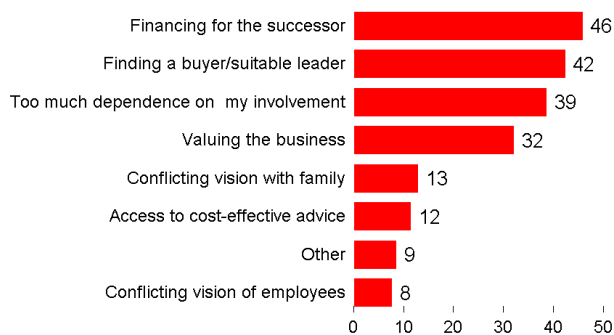 Financing for the successor 46
Finding a buyer/suitable leader 42
Too much dependence on  my involvement 39
Valuing the business 32
Conflicting vision with family 13
Access to cost-effective advice 12
Other 9
Conflicting vision of employees 8
0 10 20 30 40 50